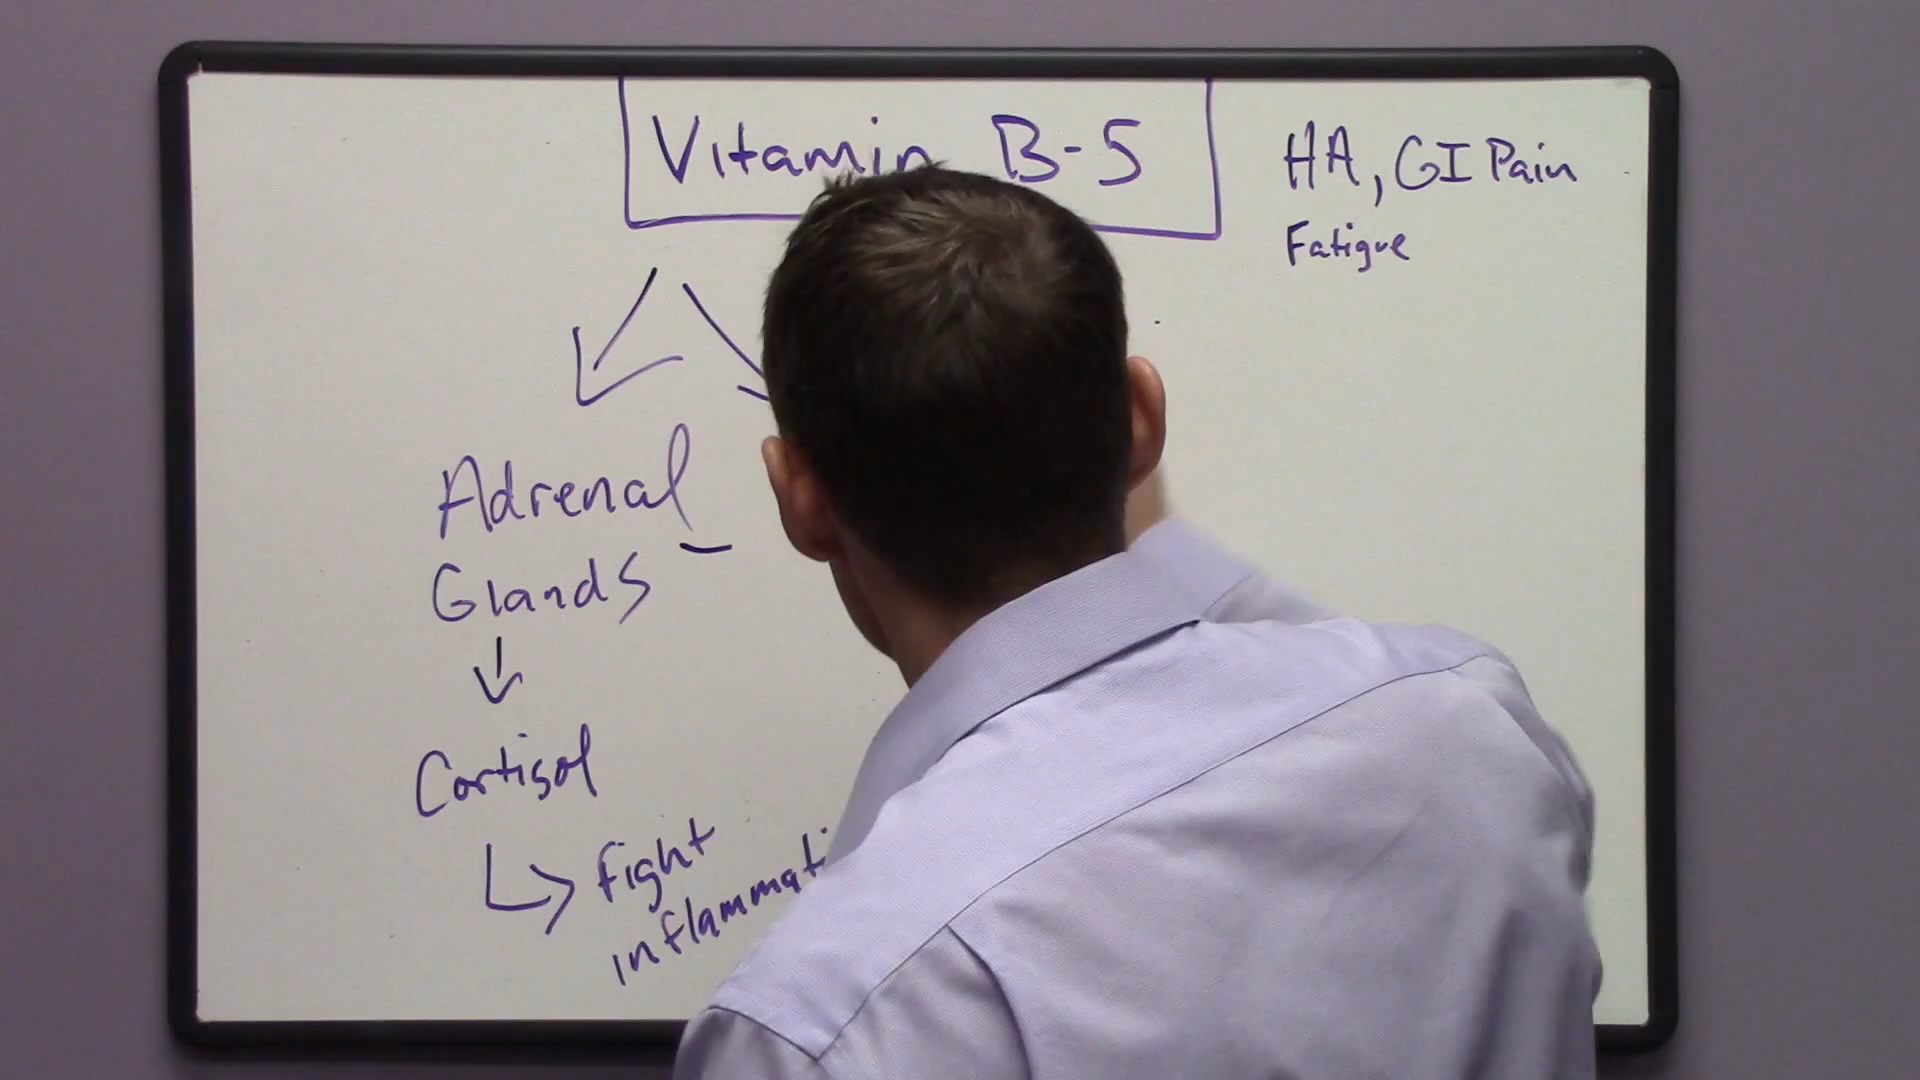 Vitamin B-5
HA, GI Pain
Fatigue
Adrenal
Glands -
Cortisol
Fight